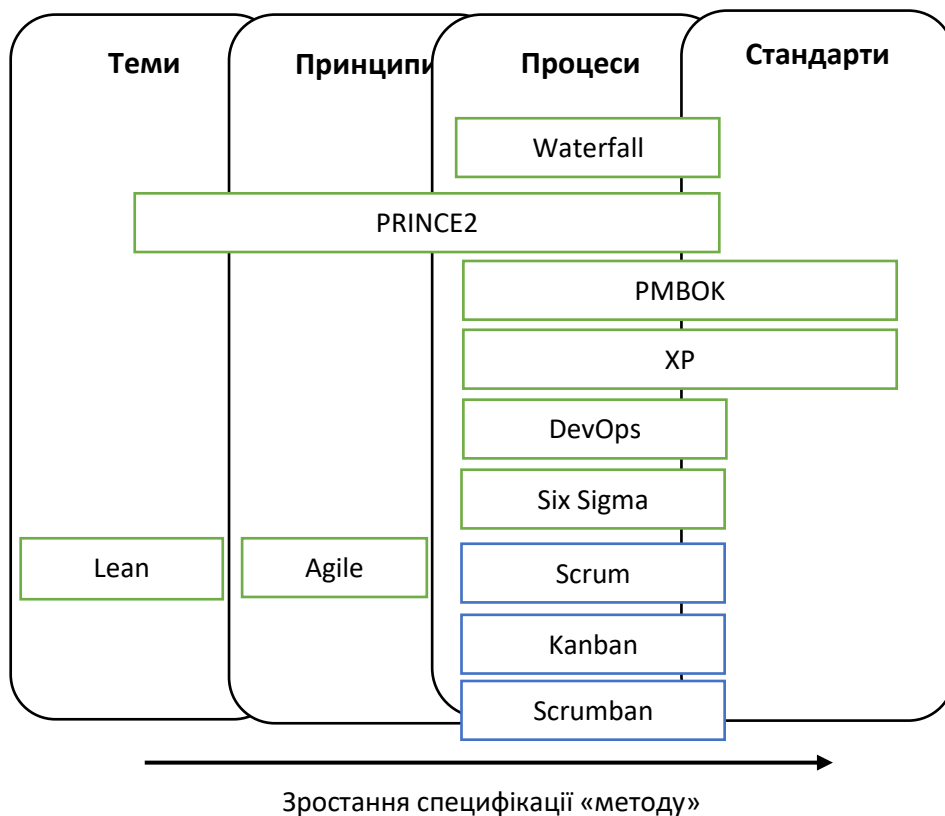 Теми
Принципи
Процеси
Стандарти
Waterfall
PRINCE2
PMBOK
XP
DevOps
Six Sigma
Lean
Agile
Scrum
Kanban
Scrumban
Зростання специфікації «методу»